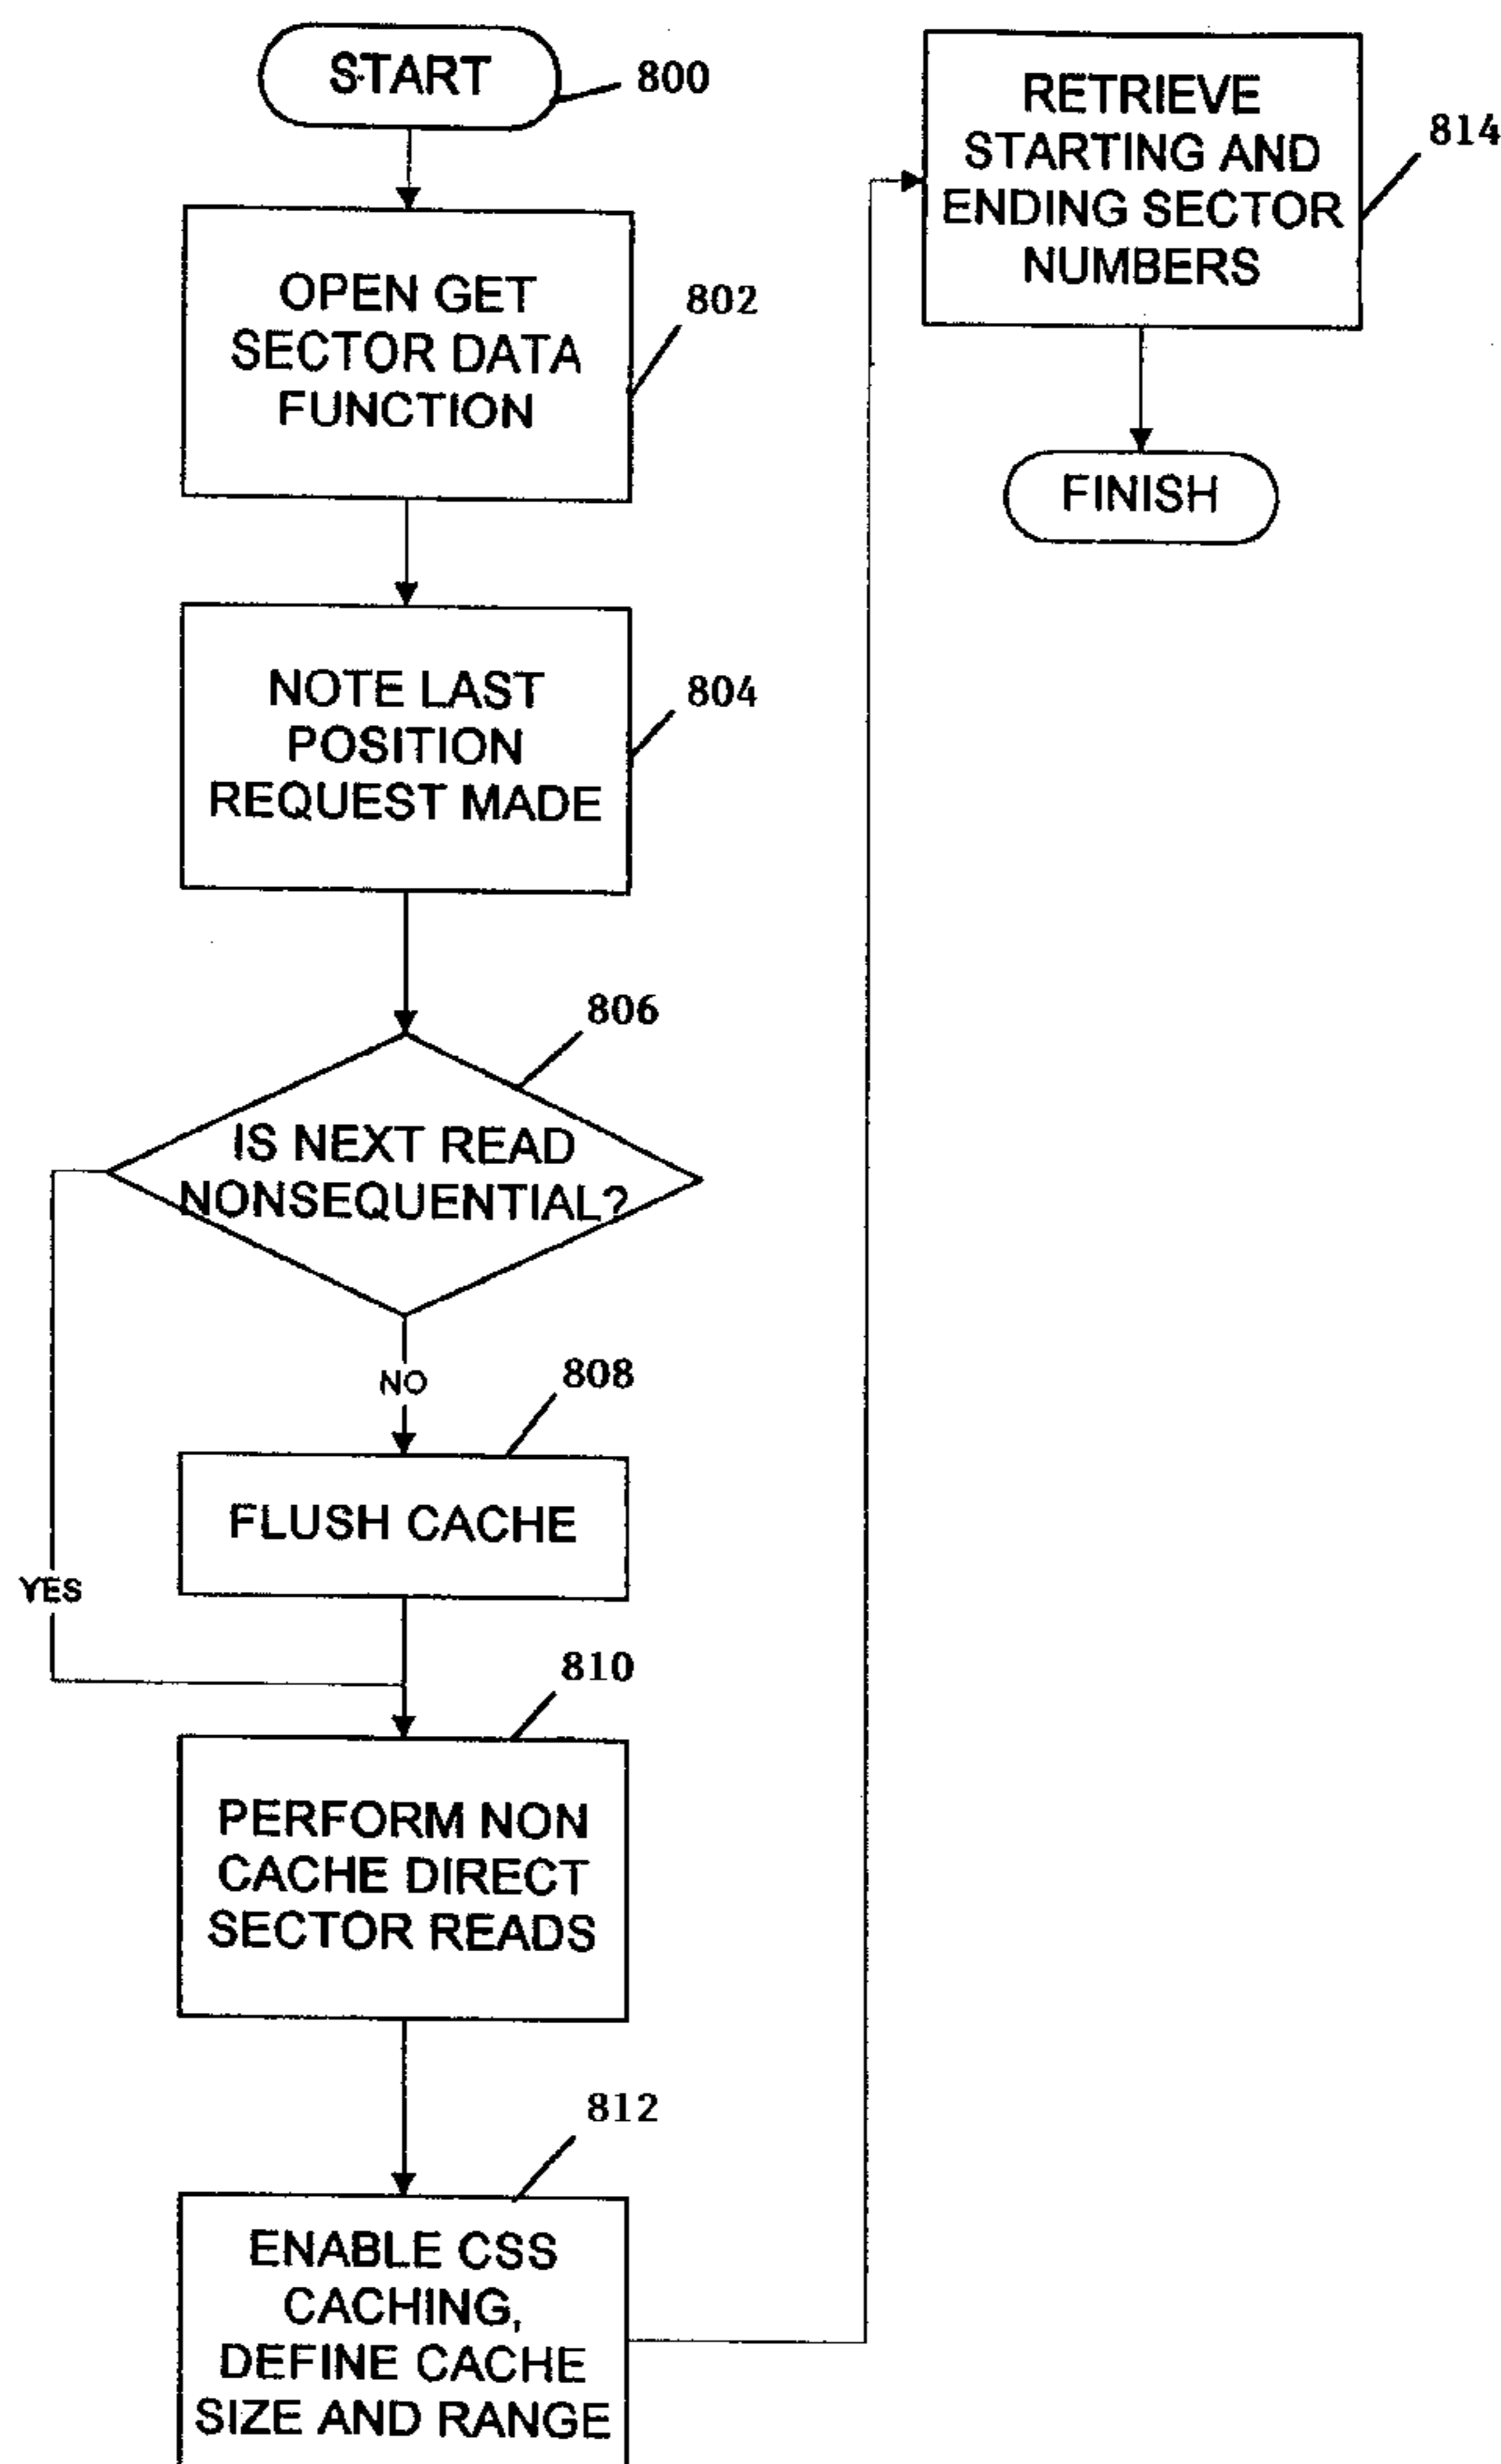 START
800
OPEN GET
SECTOR DATA
FUNCTION
802
NOTE LAST
POSITION
REQUEST MADE
804
806
IS NEXT READ
NONSEQUENTIAL?
NO
808
FLUSH CACHE
YES
810
PERFORM NON
CACHE DIRECT
SECTOR READS
812
ENABLE CSS
CACHING,
DEFINE CACHE
SIZE AND RANGE
RETRIEVE
STARTING AND
ENDING SECTOR
NUMBERS
814
FINISH